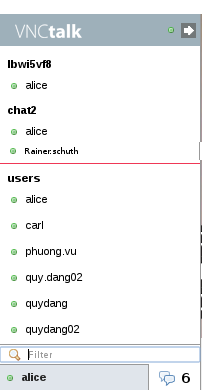 VNCtalk
lbwi5vf8
alice
chat2
alice
Rainer.schuth
users
alice
carl
phuong.vu
quy.dang02
quydang
quydang02
Filter
alice 6